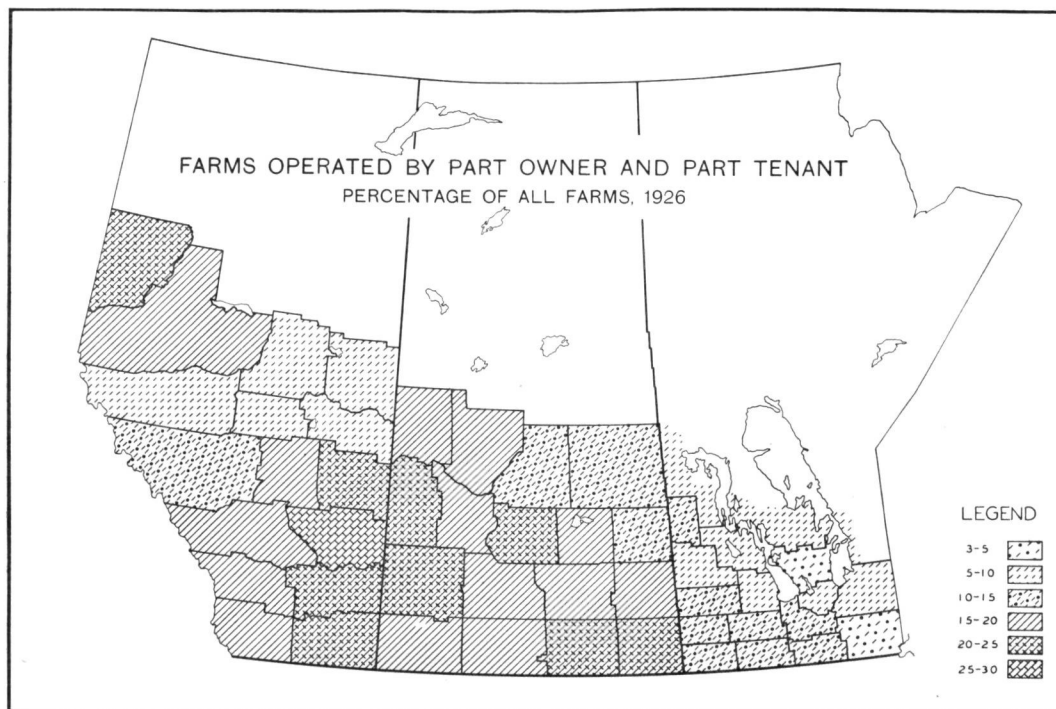 FARMS OPERATED BY PART OWNER AND PART TENANT
PERCENTAGE OF ALL FARMS, 1926
LEGEND
3-5
5-10
10-15
15-20
20-25
25-30